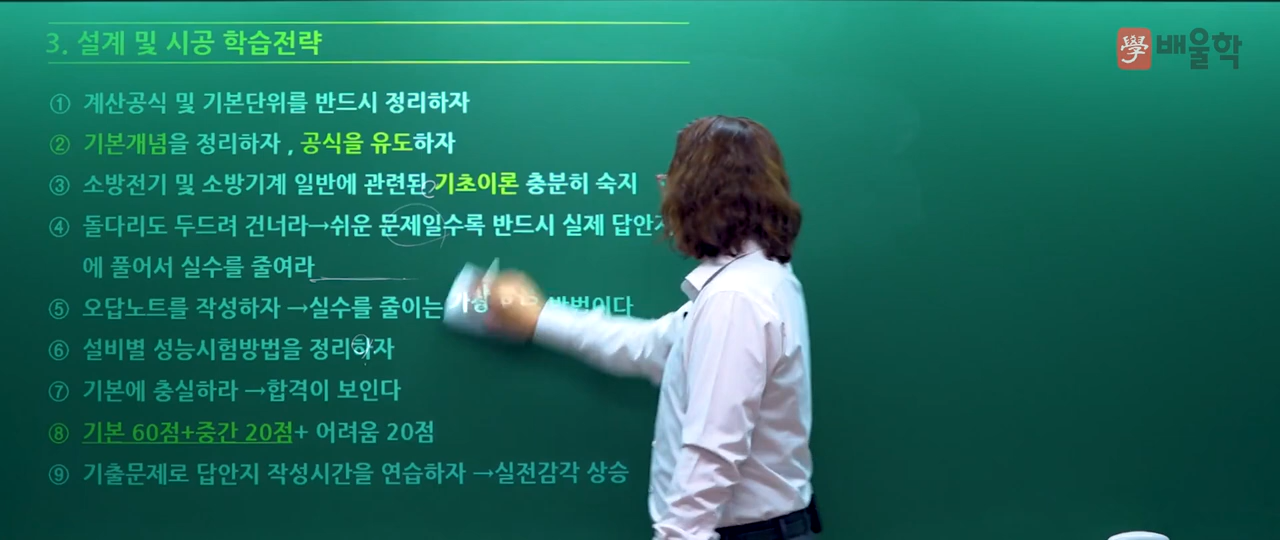 3. 설계 및 시공 학습전략
學 배울학
① 계산공식 및 기본단위를 반드시 정리하자
② 기본개념을 정리하자 , 공식을 유도하자
③ 소방전기 및 소방기계 일반에 관련된 기초이론 충분히 숙지
④ 돌다리도 두드려 건너라→쉬운 문제일수록 반드시 실제
에 풀어서 실수를 줄여라
⑤ 오답노트를 작성하자 →실수를 줄이는 방법이다
⑥ 설비별 성능시험방법을 정리하자
⑦ 기본에 충실하라 →합격이 보인다
⑧ 기본 60점+중간 20점+ 어려움 20점
⑨ 기출문제로 답안지 작성시간을 연습하자 →실전감각 상승